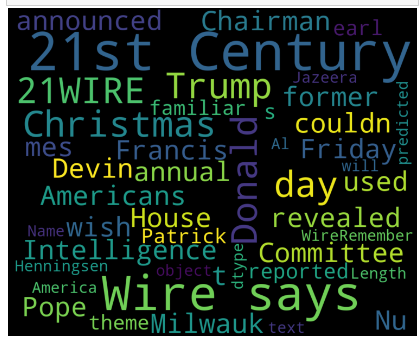 announced Chairman earl
21st Century
21WIRE Trump Jazeera former
familiar s predicted
Christmas couldn
mes Francis Donald Al Friday will
Devin annual day used
Americans
Name wish House revealed
Patrick WireRemember
Intelligence dtype Committee
Henningsen object t reported Length
America Wire says
Pope theme Milwauk text Nu